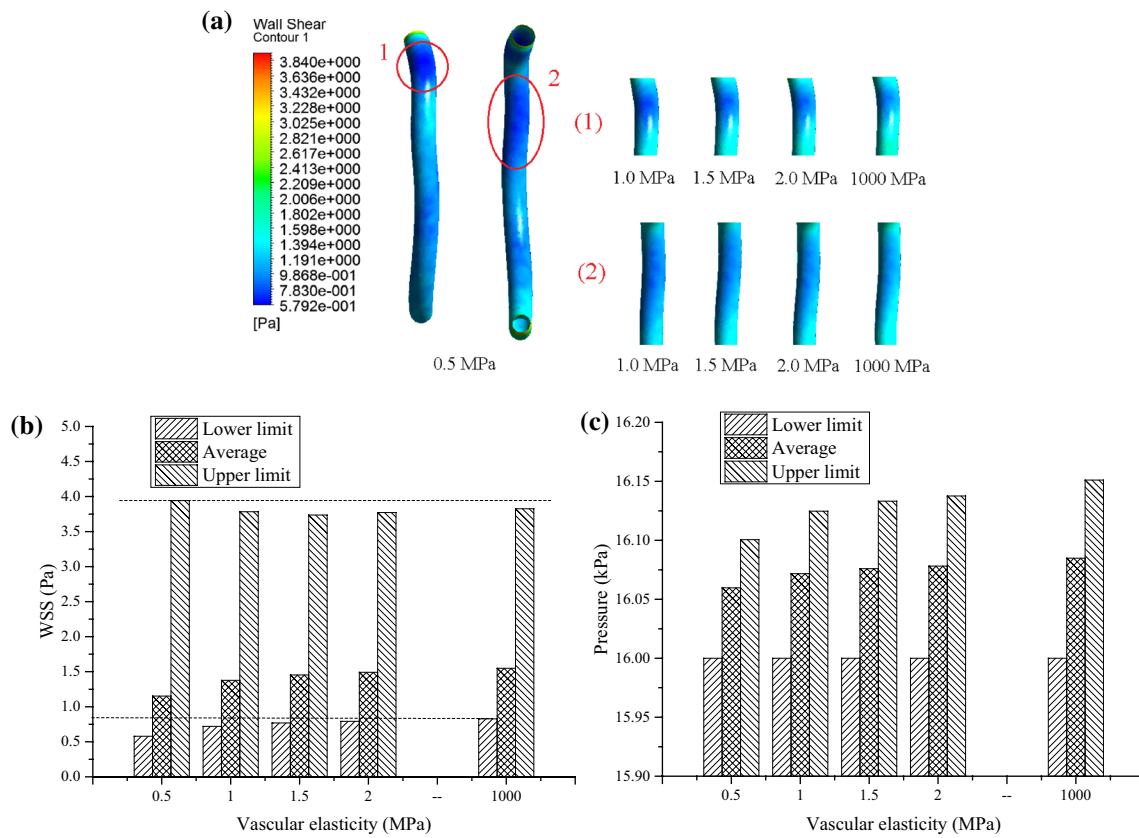 (a)
Wall Shear
Contour 1
3.840e+000
3.636e+000
3.432e+000
3.228e+000
3.025e+000
2.821e+000
2.617e+000
2.413e+000
2.209e+000
2.006e+000
1.802e+000
1.598e+000
1.394e+000
1.191e+000
9.868e-001
7.830e-001
5.792e-001
[Pa]
1
2
0.5 MPa
(1)
1.0 MPa 1.5 MPa 2.0 MPa 1000 MPa
(2)
1.0 MPa 1.5 MPa 2.0 MPa 1000 MPa
(b)
Lower limit
Average
Upper limit
5.0
4.5
4.0
3.5
3.0
2.5
2.0
1.5
1.0
0.5
0.0
WSS (Pa)
0.5 1 1.5 2 -- 1000
Vascular elasticity (MPa)
(c)
Lower limit
Average
Upper limit
16.20
16.15
16.10
16.05
16.00
15.95
15.90
Pressure (kPa)
0.5 1 1.5 2 -- 1000
Vascular elasticity (MPa)